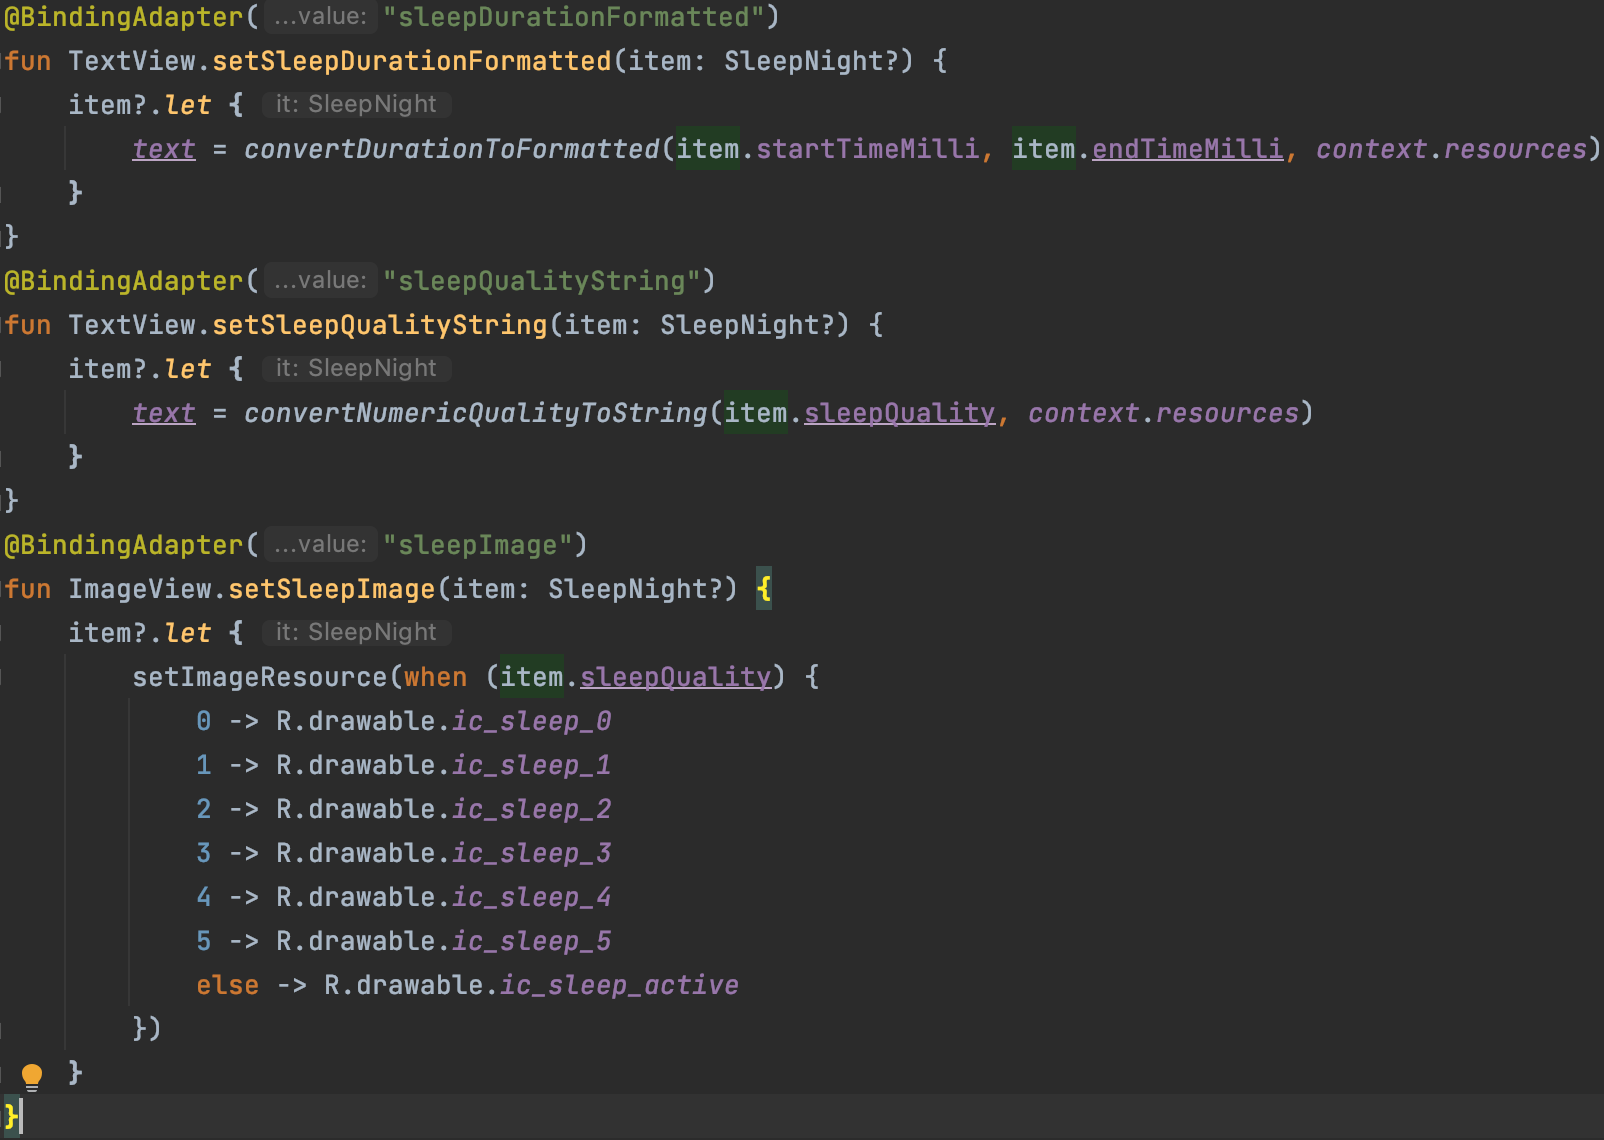 @BindingAdapter( ...value: "sleepDurationFormatted")
fun TextView.setSleepDurationFormatted(item: SleepNight?) {
    item?.let { it: SleepNight
        text = convertDurationToFormatted(item.startTimeMilli, item.endTimeMilli, context.resources)
    }
}
@BindingAdapter( ...value: "sleepQualityString")
fun TextView.setSleepQualityString(item: SleepNight?) {
    item?.let { it: SleepNight
        text = convertNumericQualityToString(item.sleepQuality, context.resources)
    }
}
@BindingAdapter( ...value: "sleepImage")
fun ImageView.setSleepImage(item: SleepNight?) {
    item?.let { it: SleepNight
        setImageResource(when (item.sleepQuality) {
            0 -> R.drawable.ic_sleep_0
            1 -> R.drawable.ic_sleep_1
            2 -> R.drawable.ic_sleep_2
            3 -> R.drawable.ic_sleep_3
            4 -> R.drawable.ic_sleep_4
            5 -> R.drawable.ic_sleep_5
            else -> R.drawable.ic_sleep_active
        })
    }
}